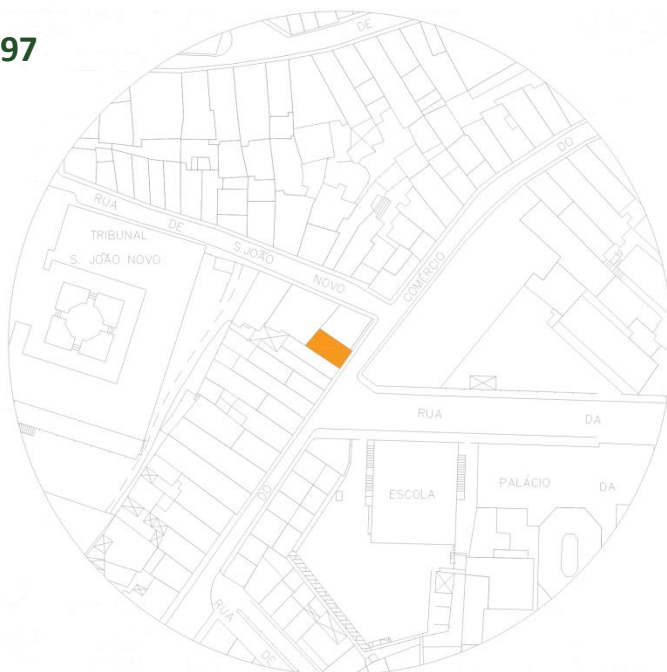 97
DE
DO
RUA
DE
S.JOÃO
NOVO
TRIBUNAL
S. JOÃO NOVO
COMÉRCIO
RUA
DA
ESCOLA
PALÁCIO
DA
DO
RUA
DE